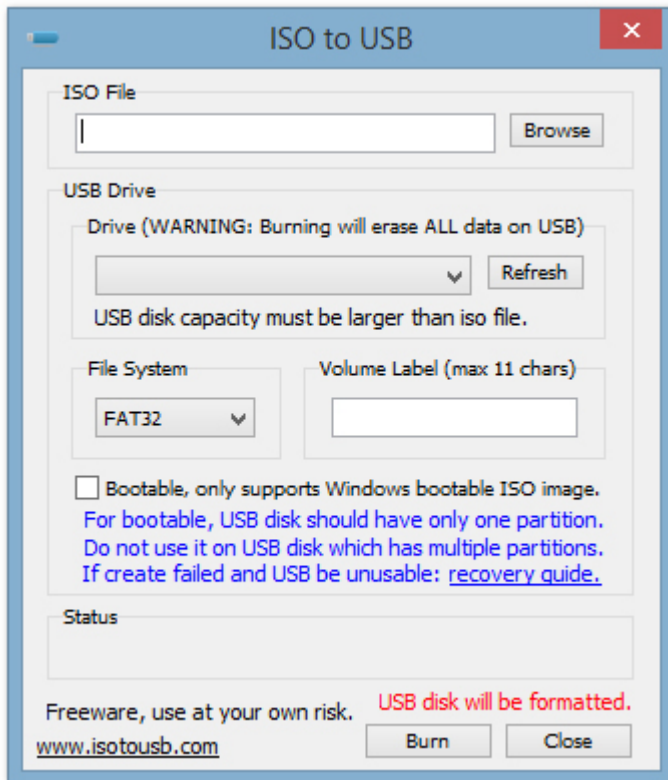 ISO to USB
ISO File
Browse
USB Drive
Drive (WARNING: Burning will erase ALL data on USB)
Refresh
USB disk capacity must be larger than iso file.
File System
Volume Label (max 11 chars)
FAT32
Bootable, only supports Windows bootable ISO image.
For bootable, USB disk should have only one partition.
Do not use it on USB disk which has multiple partitions.
If create failed and USB be unusable: recovery guide.
Status
USB disk will be formatted.
Freeware, use at your own risk.
www.isotousb.com
Burn
Close